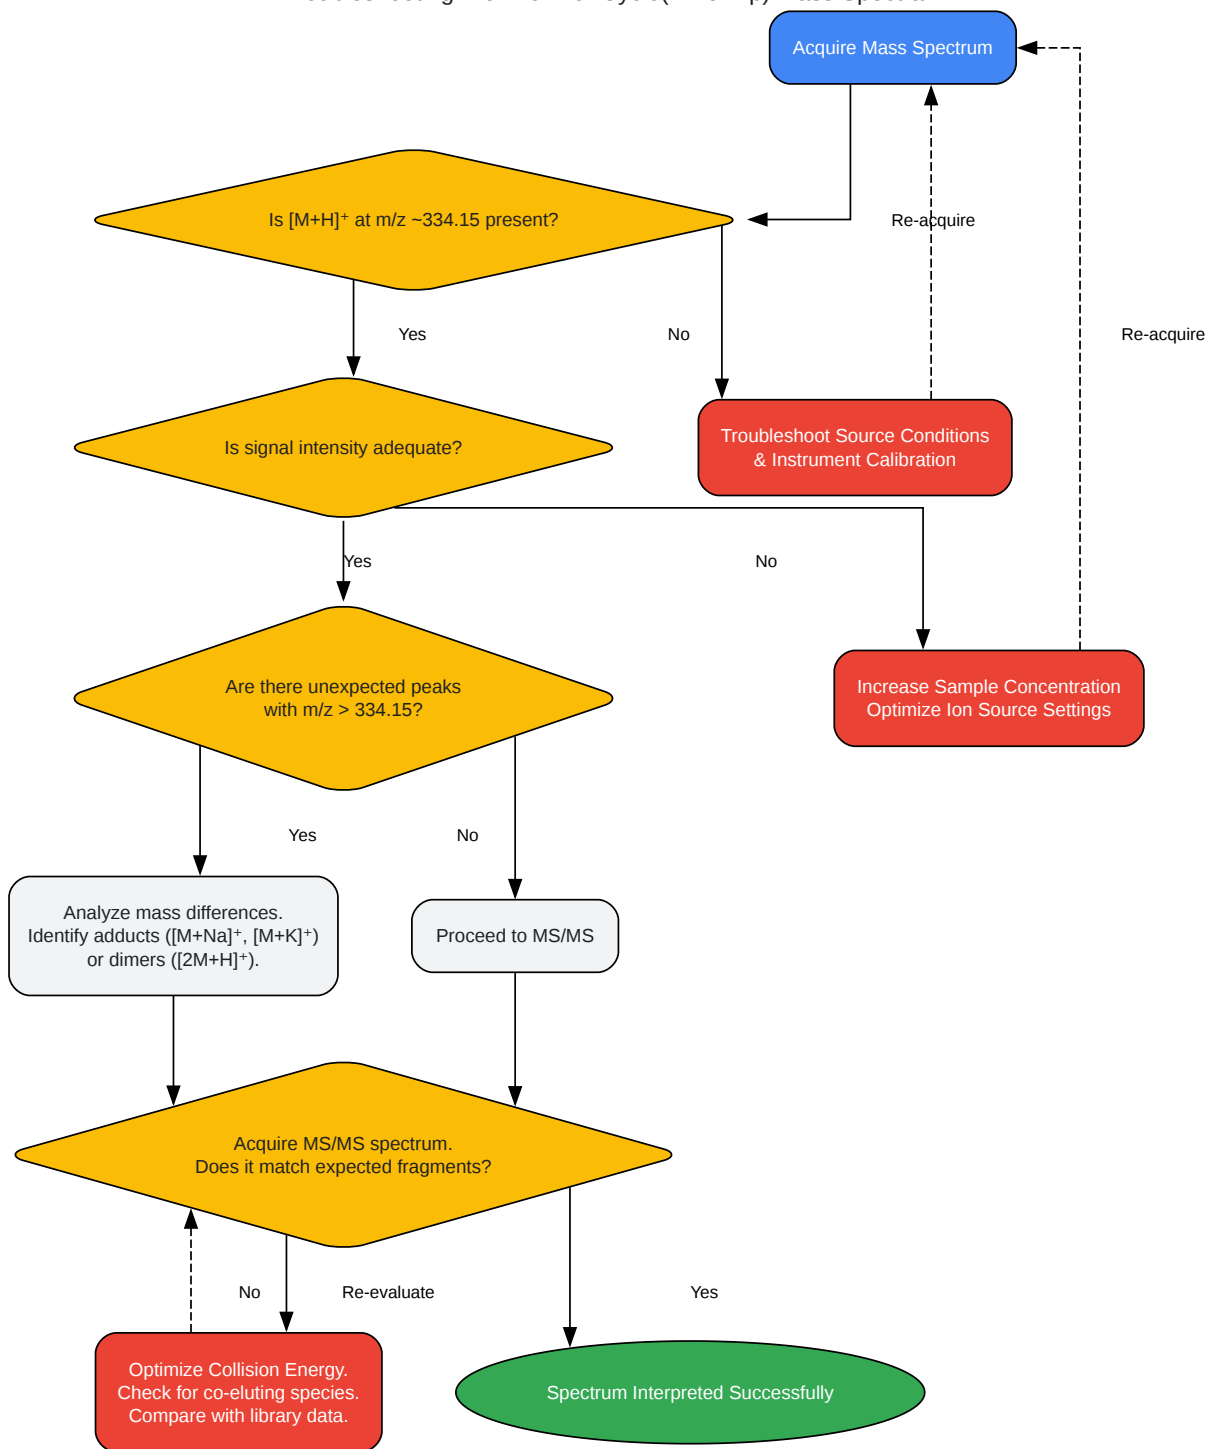 Acquire Mass Spectrum
Is [M+H]⁺ at m/z ~334.15 present?
Re-acquire
Yes
No
Re-acquire
Is signal intensity adequate?
Troubleshoot Source Conditions
& Instrument Calibration
Yes
No
Are there unexpected peaks
with m/z > 334.15?
Increase Sample Concentration
Optimize Ion Source Settings
Yes
No
Analyze mass differences.
Identify adducts ([M+Na]⁺, [M+K]⁺)
or dimers ([2M+H]⁺).
Proceed to MS/MS
Acquire MS/MS spectrum.
Does it match expected fragments?
No
Re-evaluate
Yes
Optimize Collision Energy.
Check for co-eluting species.
Compare with library data.
Spectrum Interpreted Successfully